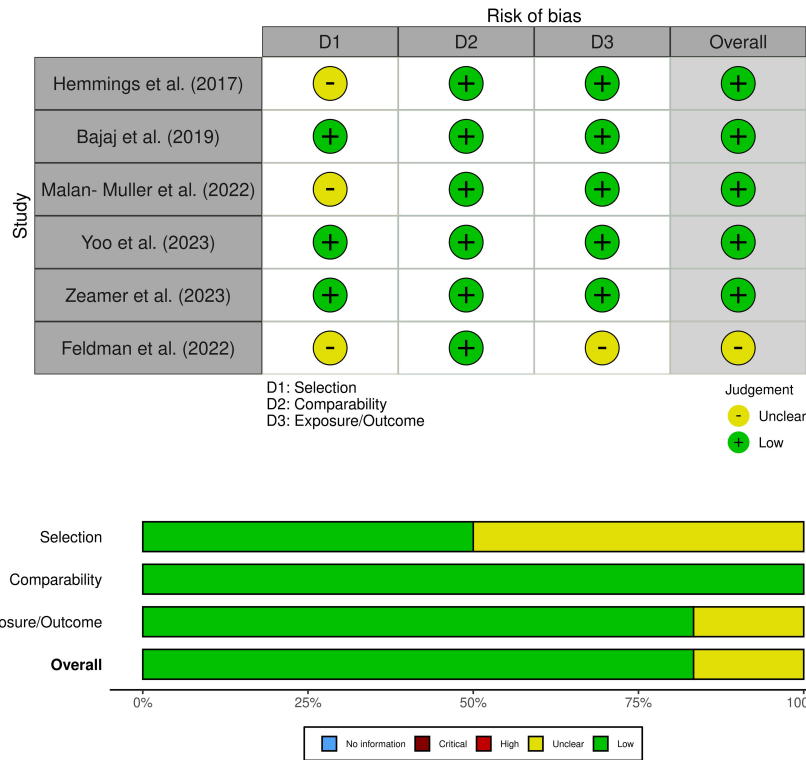 Risk of bias
D1 D2 D3 Overall
Study
Hemmings et al. (2017) - + + +
Bajaj et al. (2019) + + + +
Malan- Muller et al. (2022) - + + +
Yoo et al. (2023) + + + +
Zeamer et al. (2023) + + + +
Feldman et al. (2022) - + - -
D1: Selection
D2: Comparability
D3: Exposure/Outcome
Judgement
- Unclear
+ Low
Selection
Comparability
osure/Outcome
Overall
0% 25% 50% 75% 100
No information Critical High Unclear Low